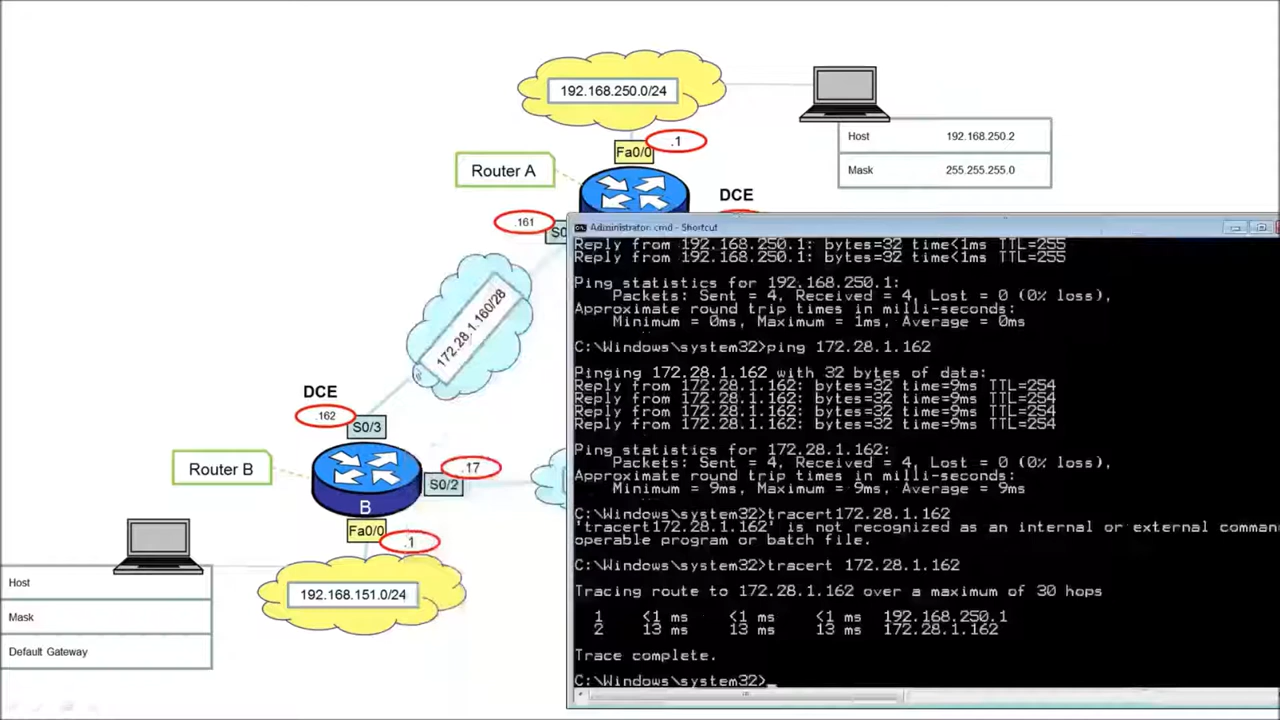 192.168.250.0/24
Host 192.168.250.2
Mask 255.255.255.0
Fa0/0
.1
Router A
DCE
.161
172.28.1.160/28
DCE
.162
S0/3
Router B
B
.17
S0/2
Fa0/0
.1
192.168.151.0/24
Host
Mask
Default Gateway
Administrator: cmd - Shortcut
Reply from 192.168.250.1: bytes=32 time<1ms TTL=255
Reply from 192.168.250.1: bytes=32 time<1ms TTL=255
Ping statistics for 192.168.250.1:
Packets: Sent = 4, Received = 4, Lost = 0 (0% loss),
Approximate round trip times in milli-seconds:
Minimum = 0ms, Maximum = 1ms, Average = 0ms
C:\Windows\system32>ping 172.28.1.162
Pinging 172.28.1.162 with 32 bytes of data:
Reply from 172.28.1.162: bytes=32 time=9ms TTL=254
Reply from 172.28.1.162: bytes=32 time=9ms TTL=254
Reply from 172.28.1.162: bytes=32 time=9ms TTL=254
Reply from 172.28.1.162: bytes=32 time=9ms TTL=254
Ping statistics for 172.28.1.162:
Packets: Sent = 4, Received = 4, Lost = 0 (0% loss),
Approximate round trip times in milli-seconds:
Minimum = 9ms, Maximum = 9ms, Average = 9ms
C:\Windows\system32>tracert172.28.1.162
'tracert172.28.1.162' is not recognized as an internal or external comman
operable program or batch file.
C:\Windows\system32>tracert 172.28.1.162
Tracing route to 172.28.1.162 over a maximum of 30 hops
1 <1 ms <1 ms <1 ms 192.168.250.1
2 13 ms 13 ms 13 ms 172.28.1.162
Trace complete.
C:\Windows\system32>_